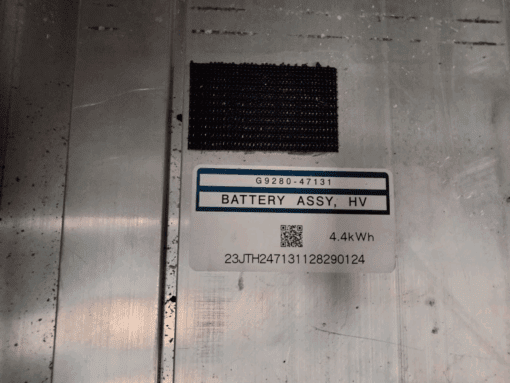 G9280-47131
BATTERY ASSY, HV
4.4kWh
23JTH247131128290124